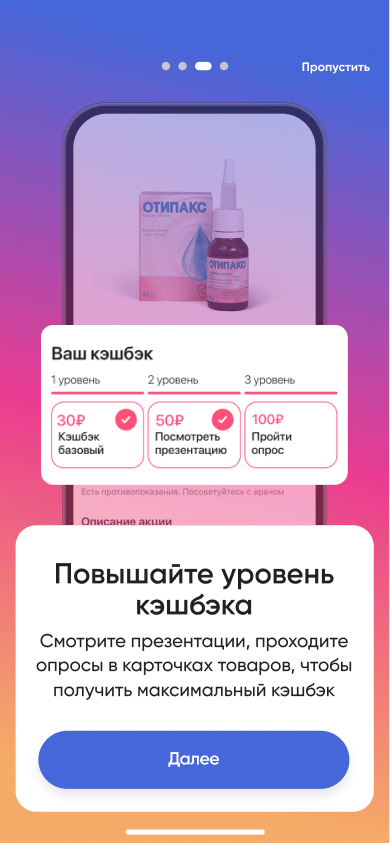 Пропустить
ОТИПАКС
ОТИПАКС
Ваш кэшбэк
1 уровень
2 уровень
3 уровень
30₽
Кэшбэк
базовый
50₽
Посмотреть
презентацию
100₽
Пройти
опрос
Есть противопоказания. Посоветуйтесь с врачом
Описание акции
Повышайте уровень
кэшбэка
Смотрите презентации, проходите
опросы в карточках товаров, чтобы
получить максимальный кэшбэк
Далее